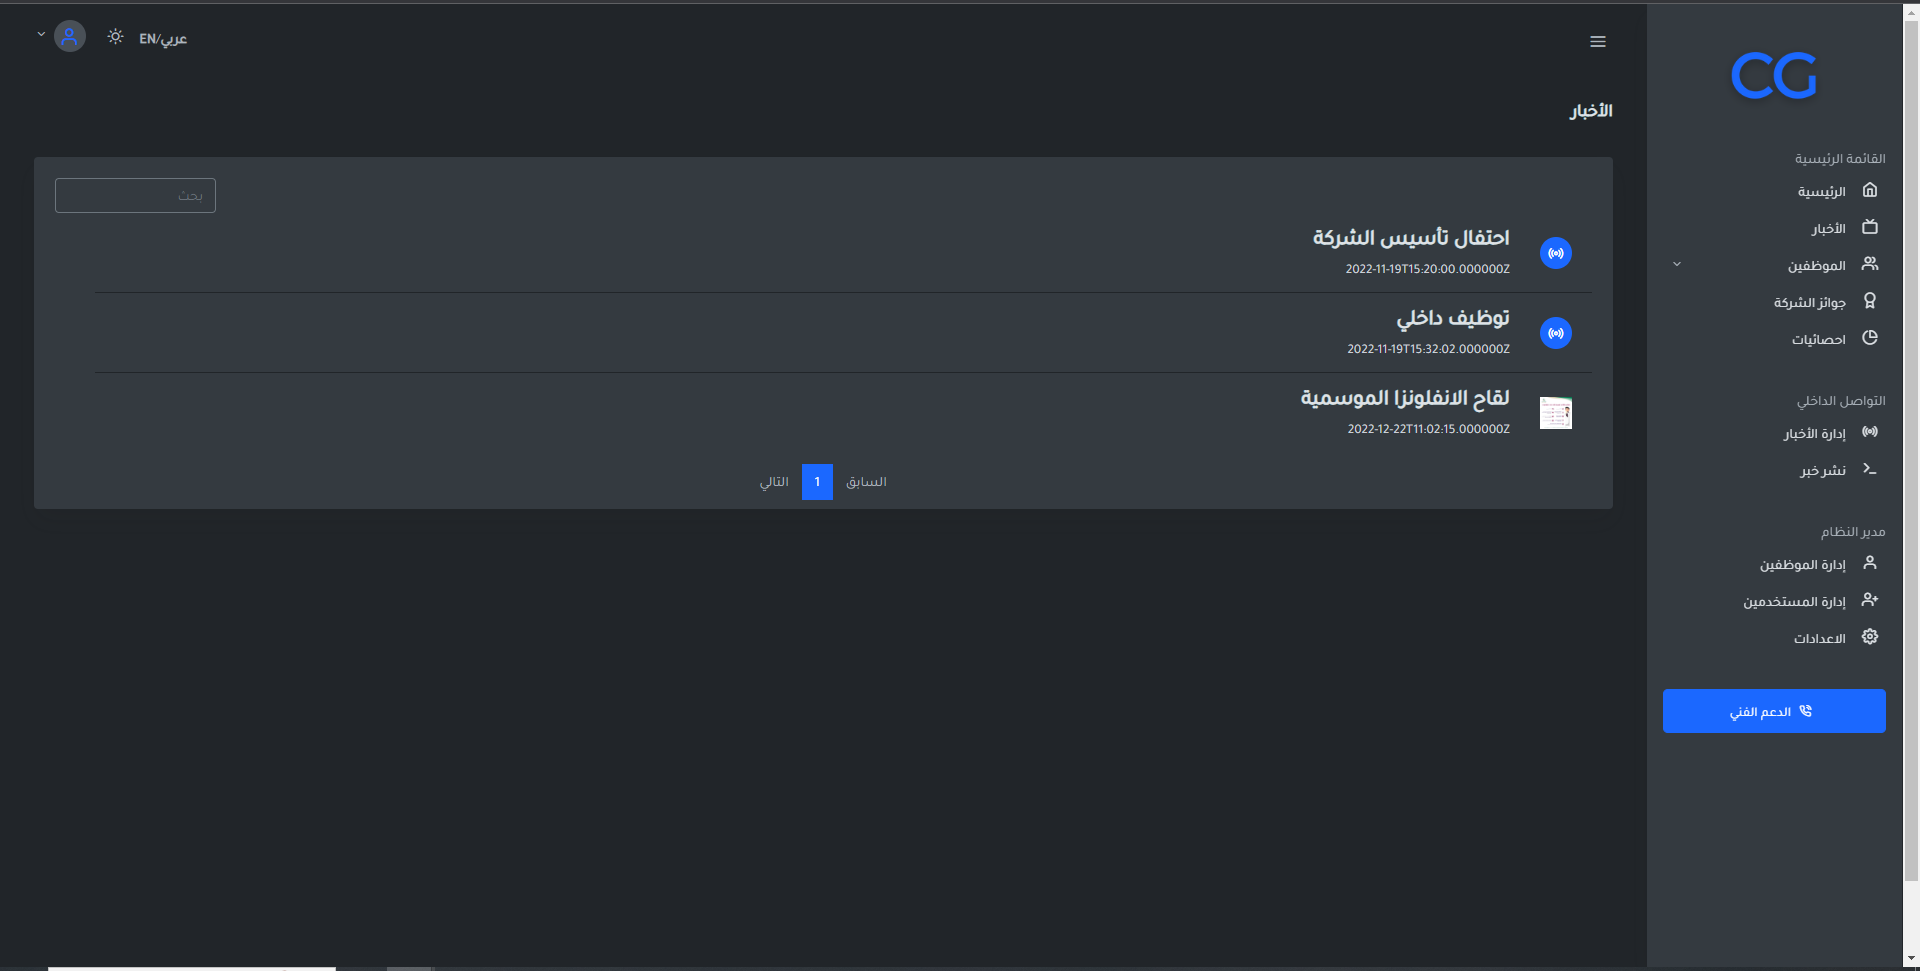 CG
القائمة الرئيسية
الرئيسية
الأخبار
الموظفين
جوائز الشركة
احصائيات
التواصل الداخلي
إدارة الأخبار
نشر خبر
مدير النظام
إدارة الموظفين
إدارة المستخدمين
الاعدادات
الدعم الفني
عربي/EN
الأخبار
بحث
احتفال تأسيس الشركة
2022-11-19T15:20:00.000000Z
توظيف داخلي
2022-11-19T15:32:02.000000Z
لقاح الانفلونزا الموسمية
2022-12-22T11:02:15.000000Z
السابق 1 التالي